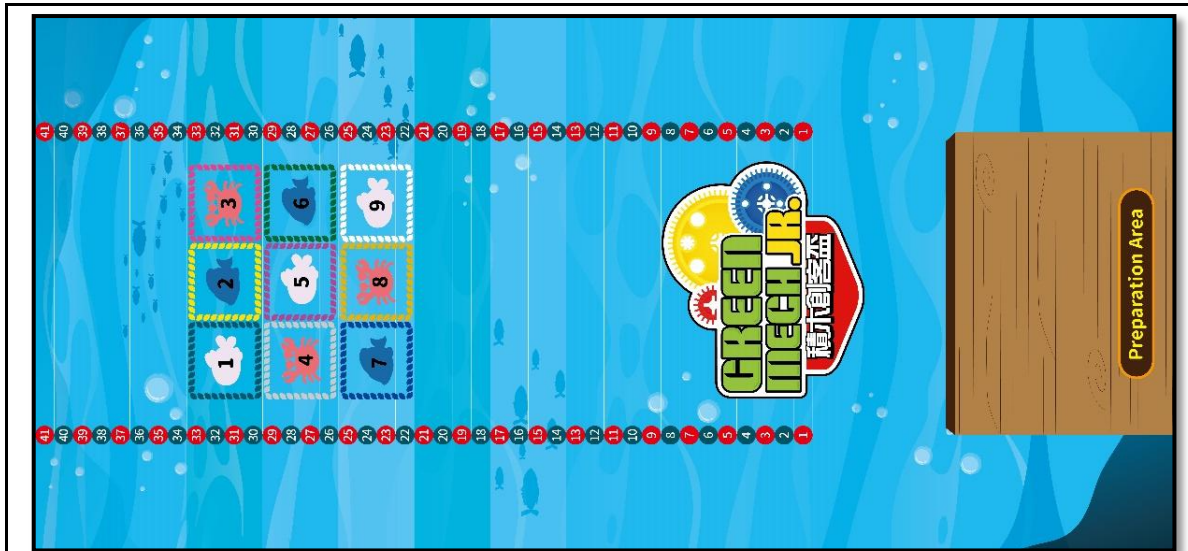 41 40 39 38 37 36 35 34 33 32 31 30 29 28 27 26 25 24 23 22 21 20 19 18 17 16 15 14 13 12 11 10 9 8 7 6 5 4 3 2 1
1 2 3
4 5 6
7 8 9
41 40 39 38 37 36 35 34 33 32 31 30 29 28 27 26 25 24 23 22 21 20 19 18 17 16 15 14 13 12 11 10 9 8 7 6 5 4 3 2 1
GREEN
MECH JR.
積木創客盃
Preparation Area